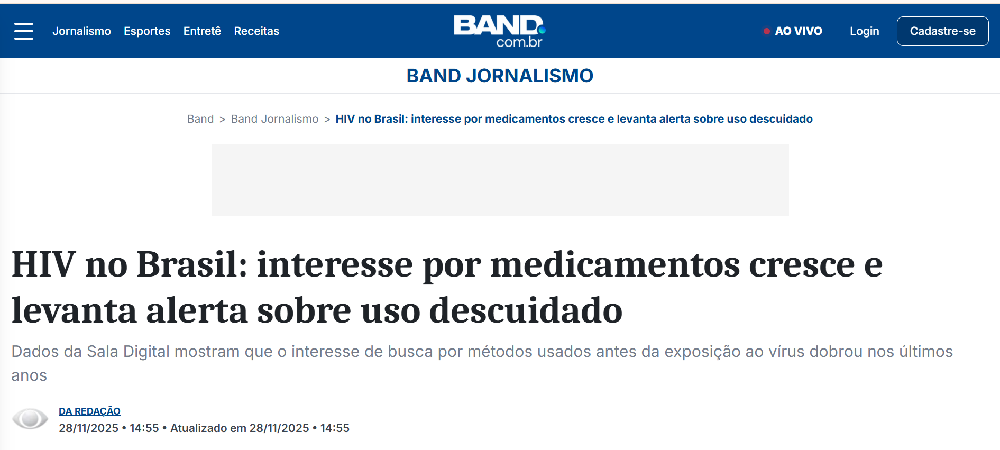 Jornalismo Esportes Entretê Receitas
BAND
com.br
AO VIVO
Login
Cadastre-se
BAND JORNALISMO
Band > Band Jornalismo > HIV no Brasil: interesse por medicamentos cresce e levanta alerta sobre uso descuidado
HIV no Brasil: interesse por medicamentos cresce e
levanta alerta sobre uso descuidado
Dados da Sala Digital mostram que o interesse de busca por métodos usados antes da exposição ao vírus dobrou nos últimos
anos
DA REDAÇÃO
28/11/2025 • 14:55 • Atualizado em 28/11/2025 • 14:55